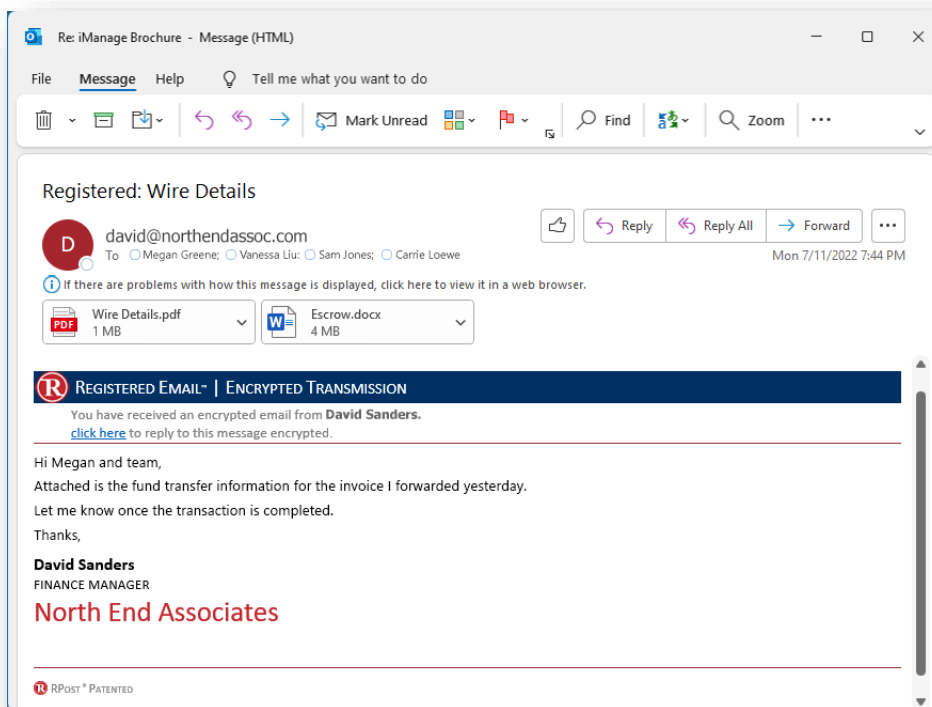 Re: iManage Brochure - Message (HTML)
File Message Help Tell me what you want to do
Mark Unread Find Zoom
Registered: Wire Details
D
david@northendassoc.com
Reply Reply All Forward
To Megan Greene; Vanessa Liu: Sam Jones; Carrie Loewe
Mon 7/11/2022 7:44 PM
If there are problems with how this message is displayed, click here to view it in a web browser.
PDF
Wire Details.pdf
1 MB
W
Escrow.docx
4 MB
R REGISTERED EMAIL™ | ENCRYPTED TRANSMISSION
You have received an encrypted email from David Sanders.
click here to reply to this message encrypted.
Hi Megan and team,
Attached is the fund transfer information for the invoice I forwarded yesterday.
Let me know once the transaction is completed.
Thanks,
David Sanders
FINANCE MANAGER
North End Associates
R RPOST® PATENTED